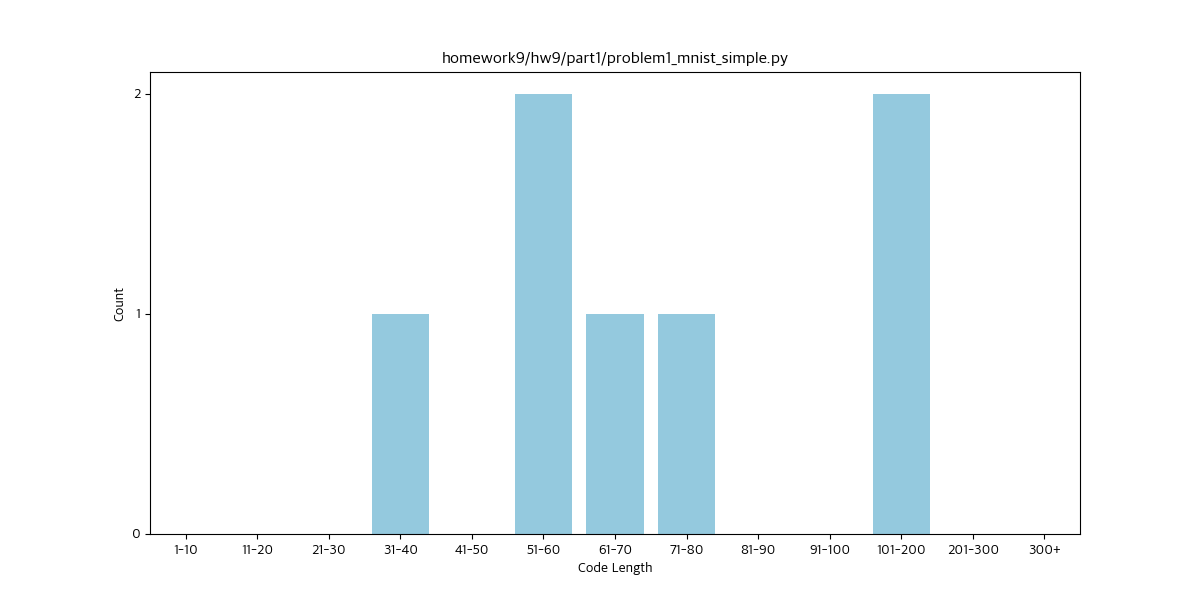 homework9/hw9/part1/problem1_mnist_simple.py
2
1
0
Count
1-10 11-20 21-30 31-40 41-50 51-60 61-70 71-80 81-90 91-100 101-200 201-300 300+
Code Length